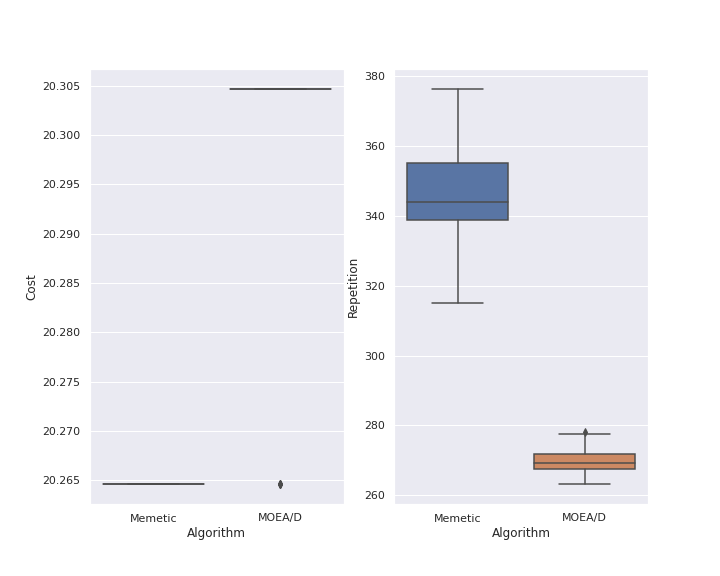 Cost
20.305
20.300
20.295
20.290
20.285
20.280
20.275
20.270
20.265
Memetic
MOEA/D
Algorithm
Repetition
380
360
340
320
300
280
260
Memetic
MOEA/D
Algorithm